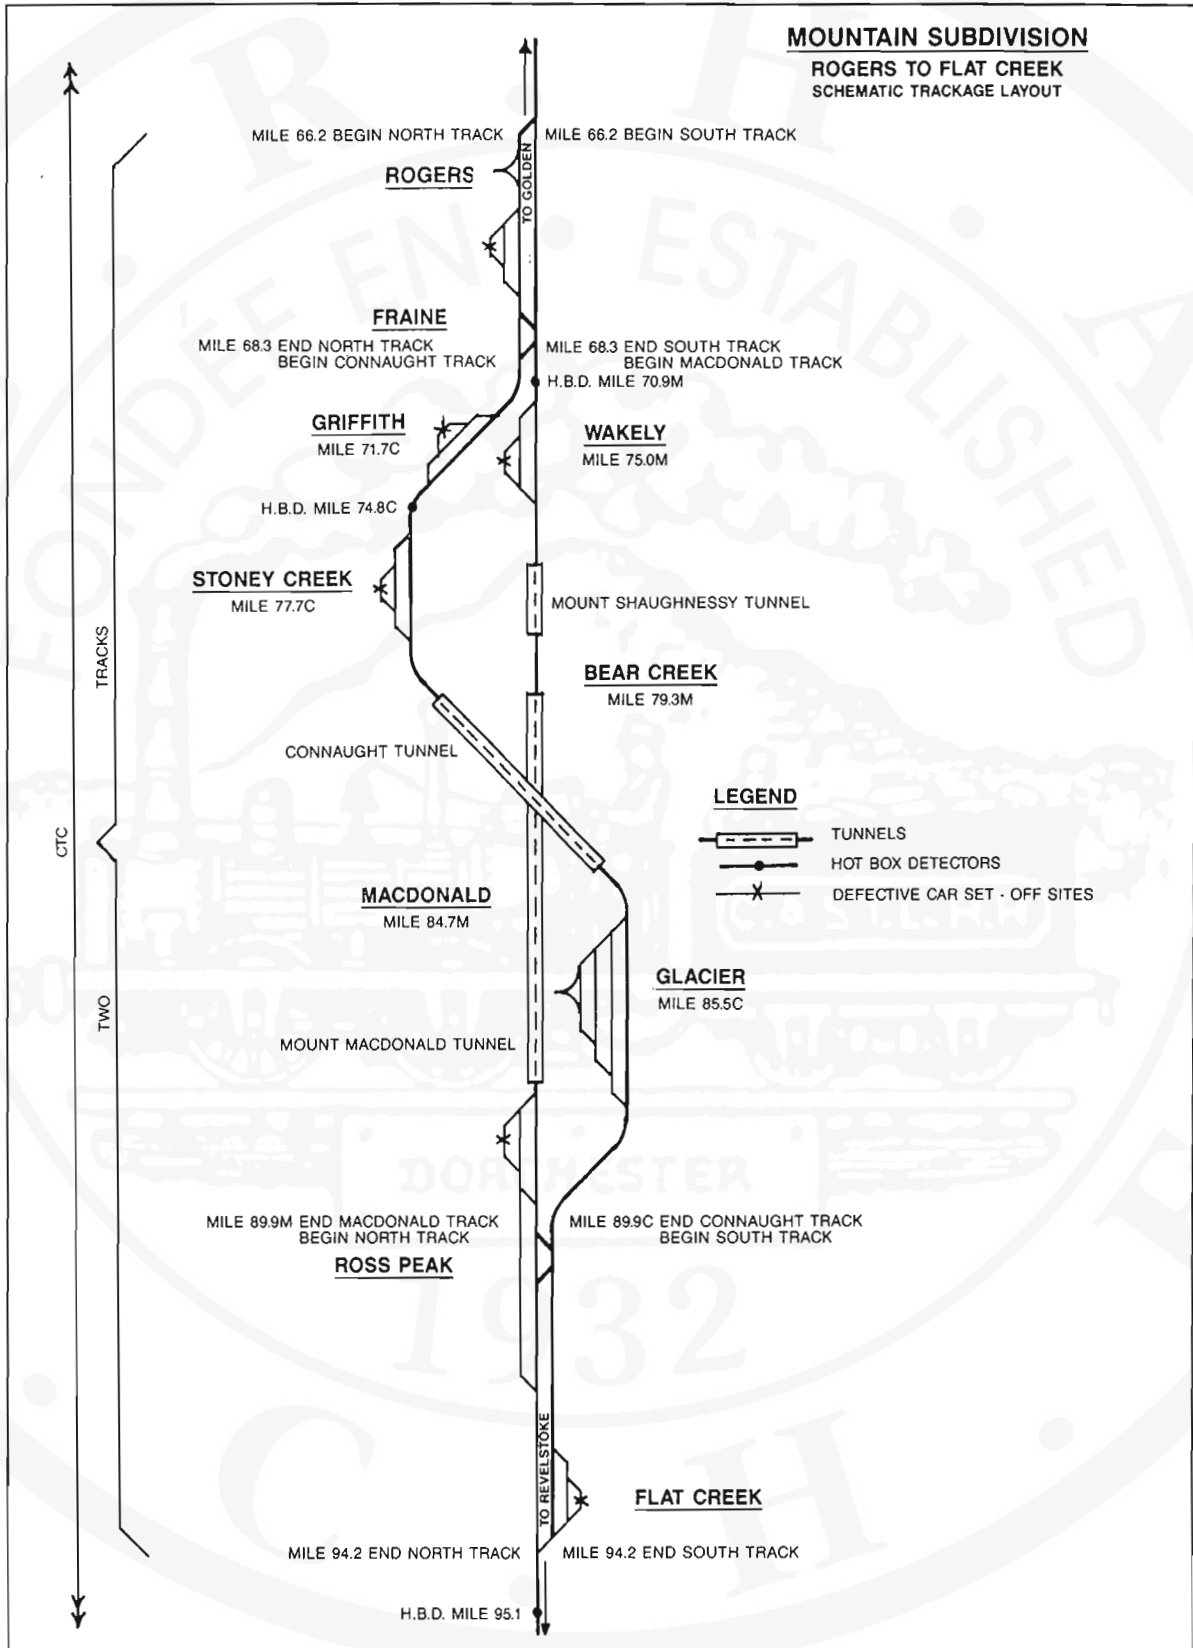 MOUNTAIN SUBDIVISION
ROGERS TO FLAT CREEK
SCHEMATIC TRACKAGE LAYOUT
MILE 66.2 BEGIN NORTH TRACK
MILE 66.2 BEGIN SOUTH TRACK
ROGERS
TO GOLDEN
FRAINE
MILE 68.3 END NORTH TRACK
BEGIN CONNAUGHT TRACK
MILE 68.3 END SOUTH TRACK
BEGIN MACDONALD TRACK
H.B.D. MILE 70.9M
GRIFFITH
MILE 71.7C
WAKELY
MILE 75.0M
H.B.D. MILE 74.8C
STONEY CREEK
MILE 77.7C
MOUNT SHAUGHNESSY TUNNEL
TRACKS
BEAR CREEK
MILE 79.3M
CONNAUGHT TUNNEL
LEGEND
TUNNELS
HOT BOX DETECTORS
DEFECTIVE CAR SET - OFF SITES
CTC
MACDONALD
MILE 84.7M
GLACIER
MILE 85.5C
TWO
MOUNT MACDONALD TUNNEL
MILE 89.9M END MACDONALD TRACK
BEGIN NORTH TRACK
MILE 89.9C END CONNAUGHT TRACK
BEGIN SOUTH TRACK
ROSS PEAK
TO REVELSTOKE
FLAT CREEK
MILE 94.2 END NORTH TRACK
MILE 94.2 END SOUTH TRACK
H.B.D. MILE 95.1
FONDÉE EN
ESTABLISHED
DORCHESTER
1932